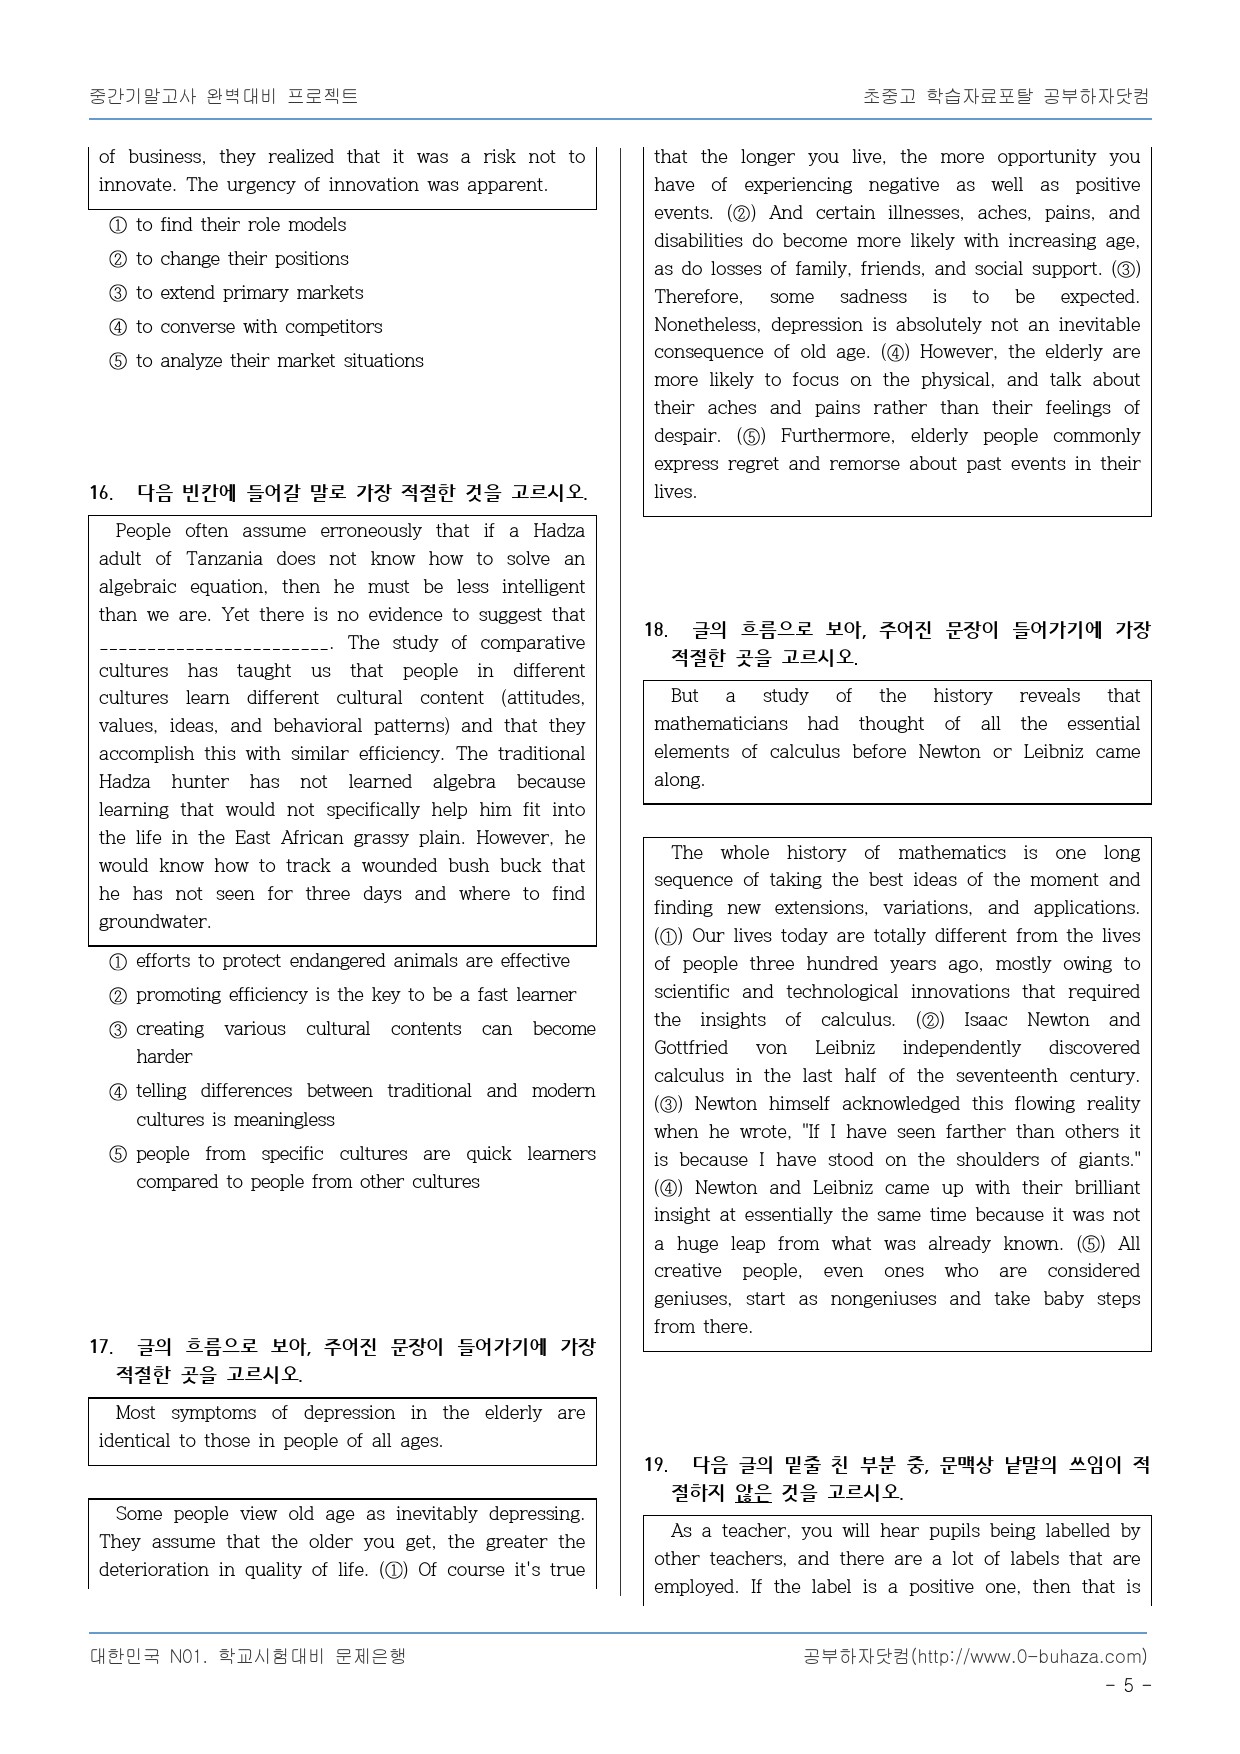 중간기말고사 완벽대비 프로젝트
초중고 학습자료포탈 공부하자닷컴
of business, they realized that it was a risk not to
innovate. The urgency of innovation was apparent.
① to find their role models
② to change their positions
③ to extend primary markets
④ to converse with competitors
⑤ to analyze their market situations
16. 다음 빈칸에 들어갈 말로 가장 적절한 것을 고르시오.
People often assume erroneously that if a Hadza
adult of Tanzania does not know how to solve an
algebraic equation, then he must be less intelligent
than we are. Yet there is no evidence to suggest that
________________________. The study of comparative
cultures has taught us that people in different
cultures learn different cultural content (attitudes,
values, ideas, and behavioral patterns) and that they
accomplish this with similar efficiency. The traditional
Hadza hunter has not learned algebra because
learning that would not specifically help him fit into
the life in the East African grassy plain. However, he
would know how to track a wounded bush buck that
he has not seen for three days and where to find
groundwater.
① efforts to protect endangered animals are effective
② promoting efficiency is the key to be a fast learner
③ creating various cultural contents can become
harder
④ telling differences between traditional and modern
cultures is meaningless
⑤ people from specific cultures are quick learners
compared to people from other cultures
17. 글의 흐름으로 보아, 주어진 문장이 들어가기에 가장
적절한 곳을 고르시오.
Most symptoms of depression in the elderly are
identical to those in people of all ages.
Some people view old age as inevitably depressing.
They assume that the older you get, the greater the
deterioration in quality of life. (①) Of course it's true
that the longer you live, the more opportunity you
have of experiencing negative as well as positive
events. (②) And certain illnesses, aches, pains, and
disabilities do become more likely with increasing age,
as do losses of family, friends, and social support. (③)
Therefore, some sadness is to be expected.
Nonetheless, depression is absolutely not an inevitable
consequence of old age. (④) However, the elderly are
more likely to focus on the physical, and talk about
their aches and pains rather than their feelings of
despair. (⑤) Furthermore, elderly people commonly
express regret and remorse about past events in their
lives.
18. 글의 흐름으로 보아, 주어진 문장이 들어가기에 가장
적절한 곳을 고르시오.
But a study of the history reveals that
mathematicians had thought of all the essential
elements of calculus before Newton or Leibniz came
along.
The whole history of mathematics is one long
sequence of taking the best ideas of the moment and
finding new extensions, variations, and applications.
(①) Our lives today are totally different from the lives
of people three hundred years ago, mostly owing to
scientific and technological innovations that required
the insights of calculus. (②) Isaac Newton and
Gottfried von Leibniz independently discovered
calculus in the last half of the seventeenth century.
(③) Newton himself acknowledged this flowing reality
when he wrote, "If I have seen farther than others it
is because I have stood on the shoulders of giants."
(④) Newton and Leibniz came up with their brilliant
insight at essentially the same time because it was not
a huge leap from what was already known. (⑤) All
creative people, even ones who are considered
geniuses, start as nongeniuses and take baby steps
from there.
19. 다음 글의 밑줄 친 부분 중, 문맥상 낱말의 쓰임이 적
절하지 않은 것을 고르시오.
As a teacher, you will hear pupils being labelled by
other teachers, and there are a lot of labels that are
employed. If the label is a positive one, then that is
대한민국 N01. 학교시험대비 문제은행
공부하자닷컴(http://www.0-buhaza.com)
- 5 -